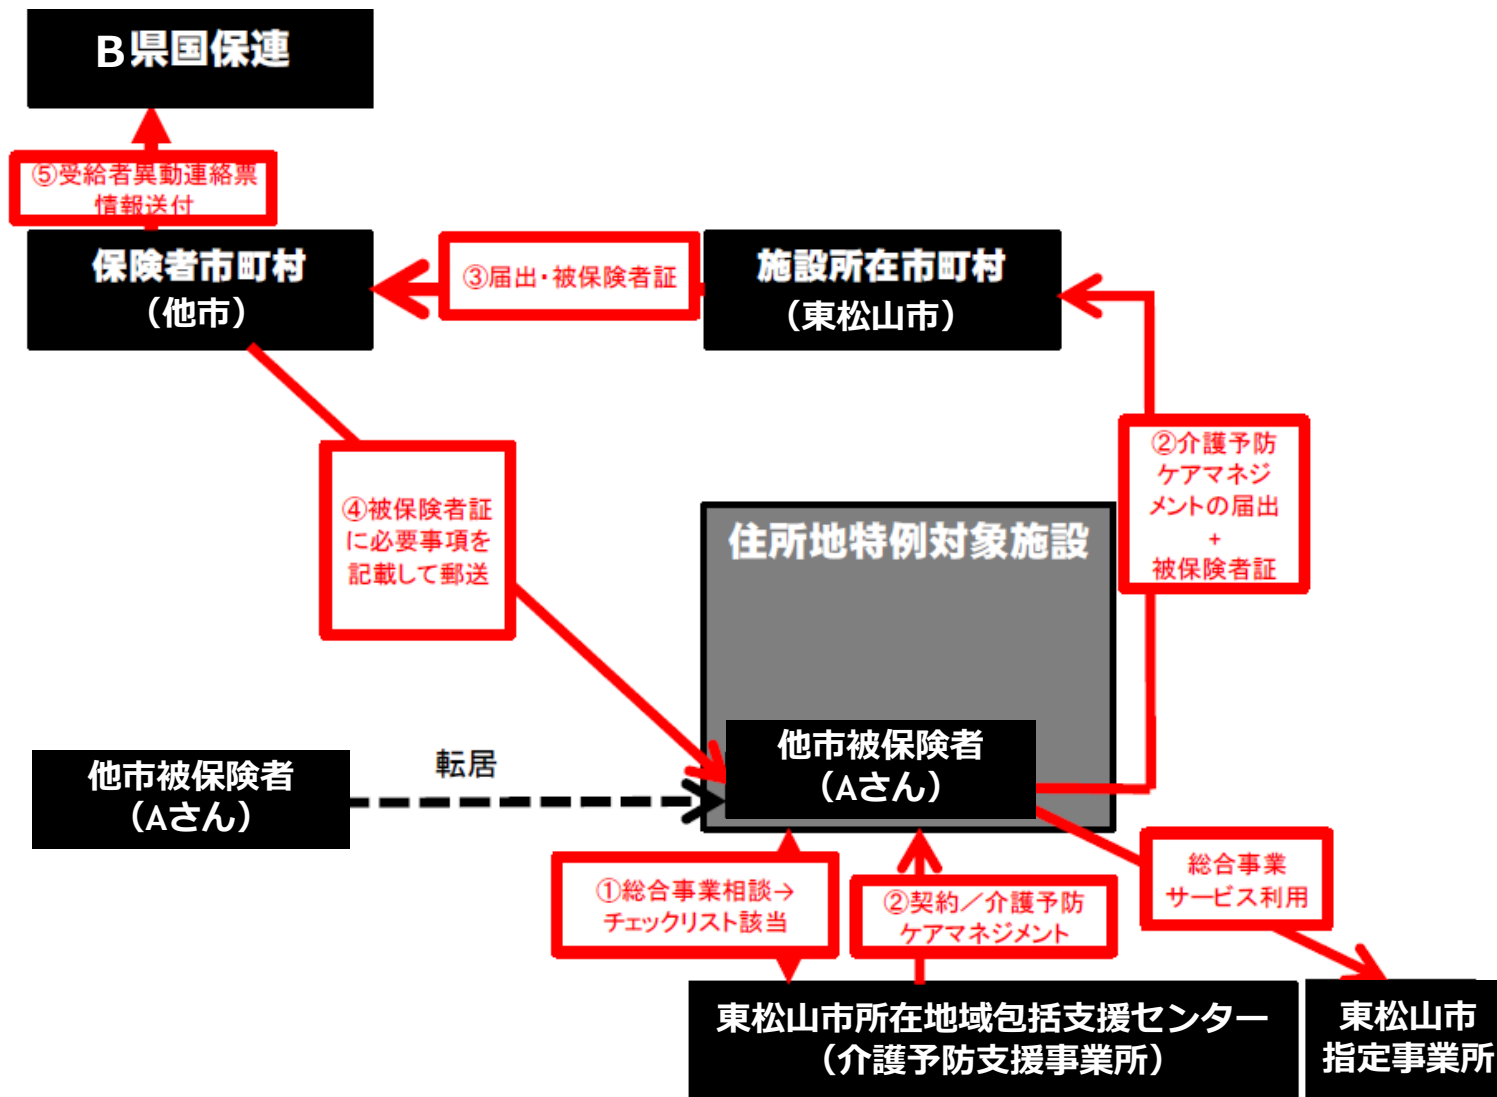 B県国保連
⑤受給者異動連絡票
情報送付
保険者市町村
（他市）
③届出・被保険者証
施設所在市町村
（東松山市）
②介護予防
ケアマネジ
メントの届出
+
被保険者証
④被保険者証
に必要事項を
記載して郵送
住所地特例対象施設
他市被保険者
（Aさん）
転居
他市被保険者
（Aさん）
①総合事業相談→
チェックリスト該当
②契約／介護予防
ケアマネジメント
総合事業
サービス利用
東松山市所在地域包括支援センター
（介護予防支援事業所）
東松山市
指定事業所